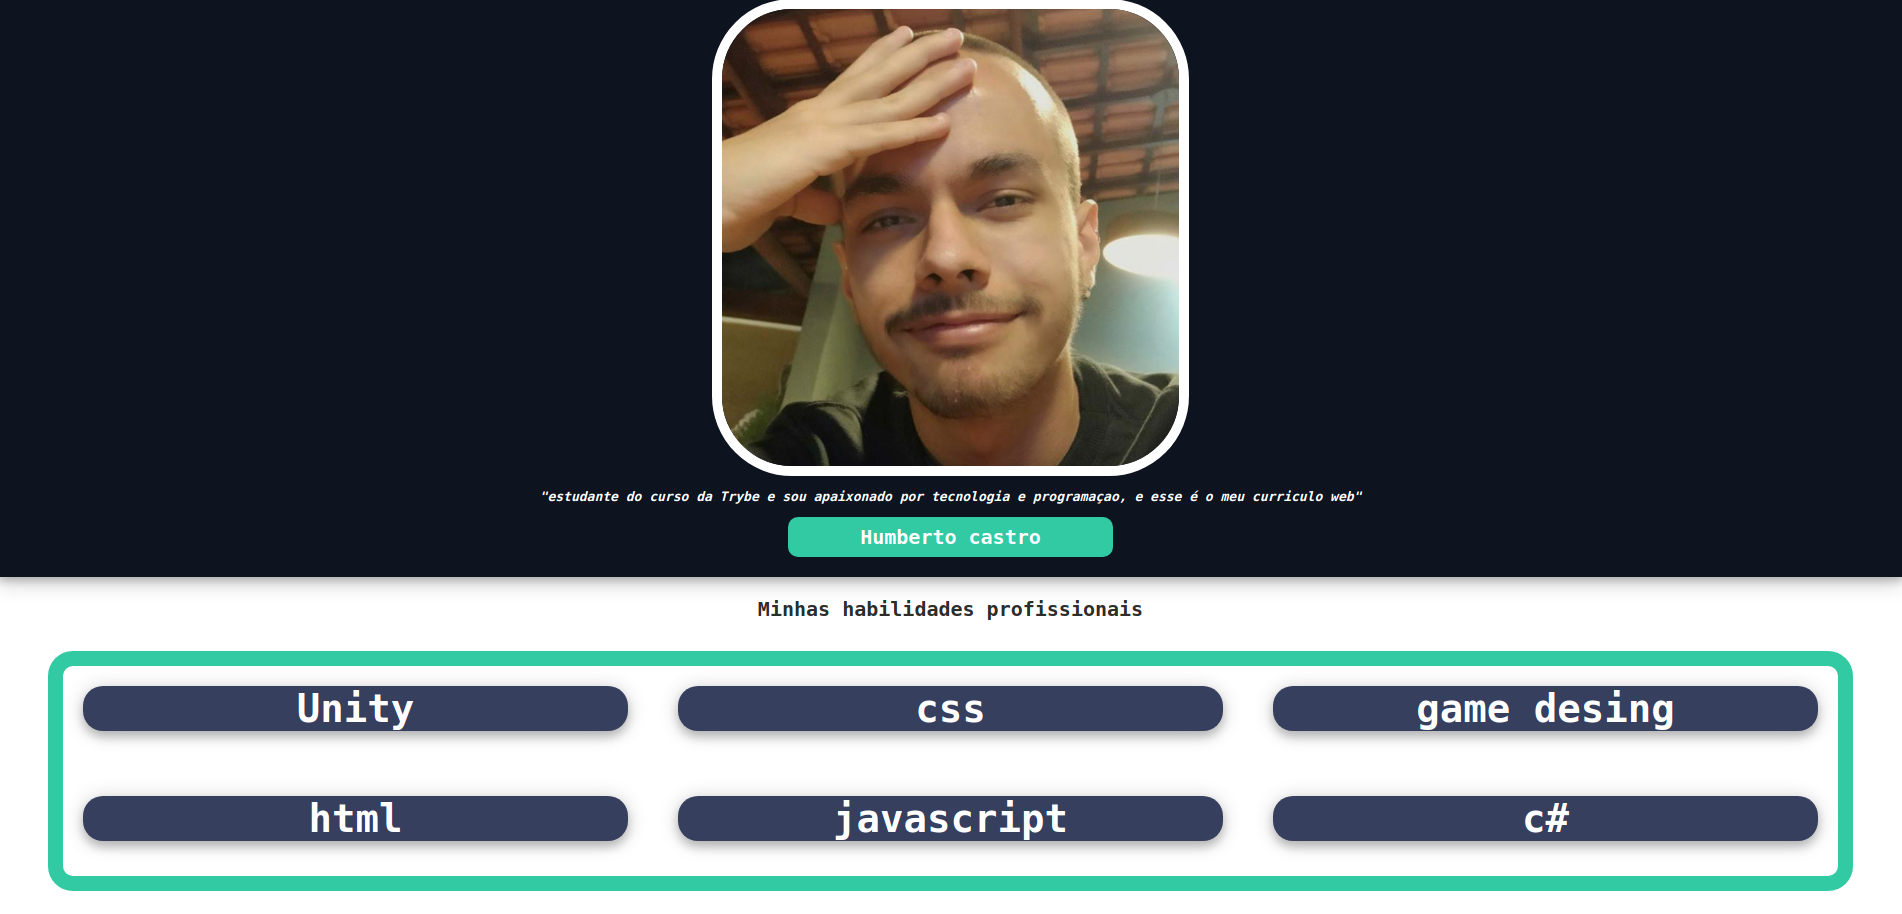 "estudante do curso da Trybe e sou apaixonado por tecnologia e programaçao, e esse é o meu curriculo web"
Humberto castro
Minhas habilidades profissionais
Unity css game desing
html javascript c#